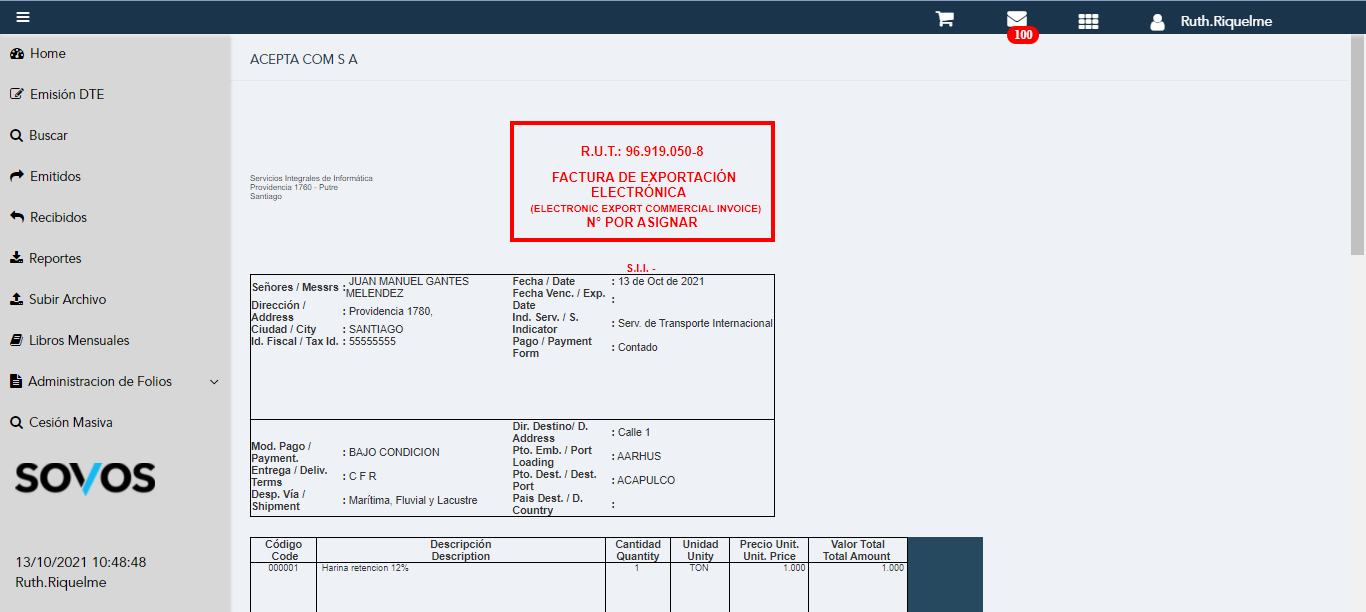 Ruth.Riquelme
100
Home
Emisión DTE
Buscar
Emitidos
Recibidos
Reportes
Subir Archivo
Libros Mensuales
Administracion de Folios
Cesión Masiva
SOVOS
13/10/2021 10:48:48
Ruth.Riquelme
ACEPTA COM S A
Servicios Integrales de Informática
Providencia 1760 - Putre
Santiago
R.U.T.: 96.919.050-8
FACTURA DE EXPORTACIÓN
ELECTRÓNICA
(ELECTRONIC EXPORT COMMERCIAL INVOICE)
N° POR ASIGNAR
S.I.I. -
Señores / Messrs : JUAN MANUEL GANTES
MELENDEZ
Dirección /
Address : Providencia 1780,
Ciudad / City : SANTIAGO
Id. Fiscal / Tax Id. : 55555555
Fecha / Date : 13 de Oct de 2021
Fecha Venc. / Exp.
Date :
Ind. Serv. / S.
Indicator : Serv. de Transporte Internacional
Pago / Payment
Form : Contado
Mod. Pago /
Payment. : BAJO CONDICION
Entrega / Deliv.
Terms : C F R
Desp. Vía /
Shipment : Marítima, Fluvial y Lacustre
Dir. Destino/ D.
Address : Calle 1
Pto. Emb. / Port
Loading : AARHUS
Pto. Dest. / Dest.
Port : ACAPULCO
Pais Dest. / D.
Country :
Código Descripción Cantidad Unidad Precio Unit. Valor Total
Code Description Quantity Unity Unit. Price Total Amount
000001 Harina retencion 12% 1 TON 1.000 1.000